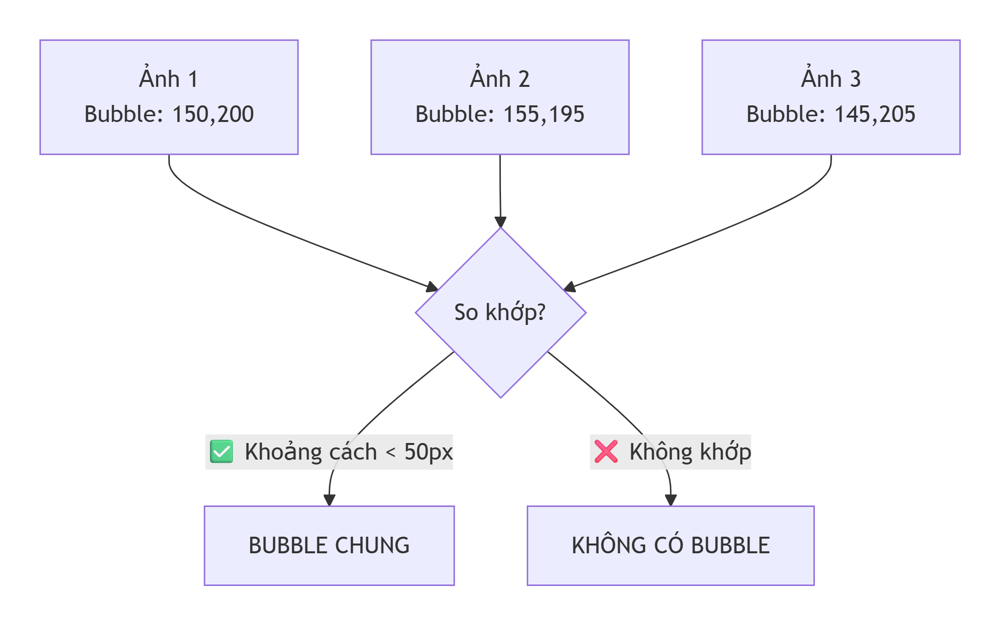 Ảnh 1
Bubble: 150,200
Ảnh 2
Bubble: 155,195
Ảnh 3
Bubble: 145,205
So khớp?
✅ Khoảng cách < 50px
❌ Không khớp
BUBBLE CHUNG
KHÔNG CÓ BUBBLE